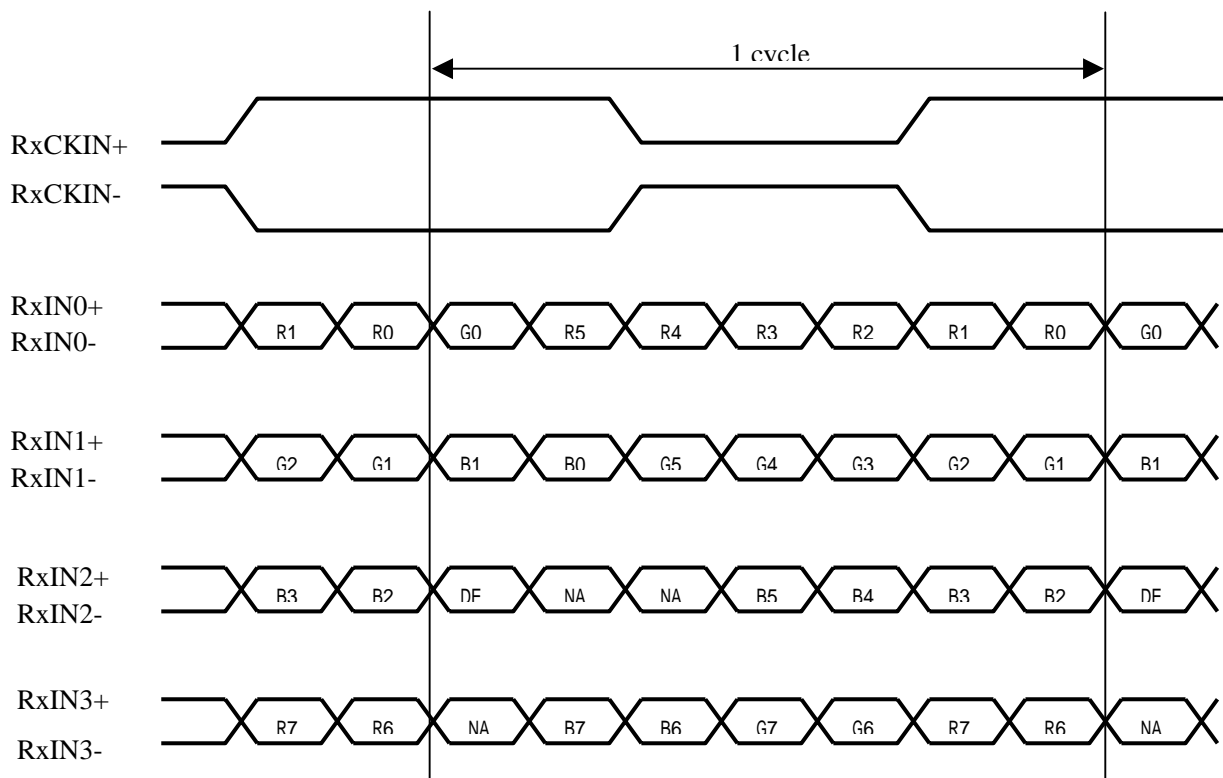 1 cycle
RxCKIN+
RxCKIN-
RxIN0+
R1 R0 G0 R5 R4 R3 R2 R1 R0 G0
RxIN0-
RxIN1+
G2 G1 B1 B0 G5 G4 G3 G2 G1 B1
RxIN1-
RxIN2+
B3 B2 DE NA NA B5 B4 B3 B2 DE
RxIN2-
RxIN3+
R7 R6 NA B7 B6 G7 G6 R7 R6 NA
RxIN3-